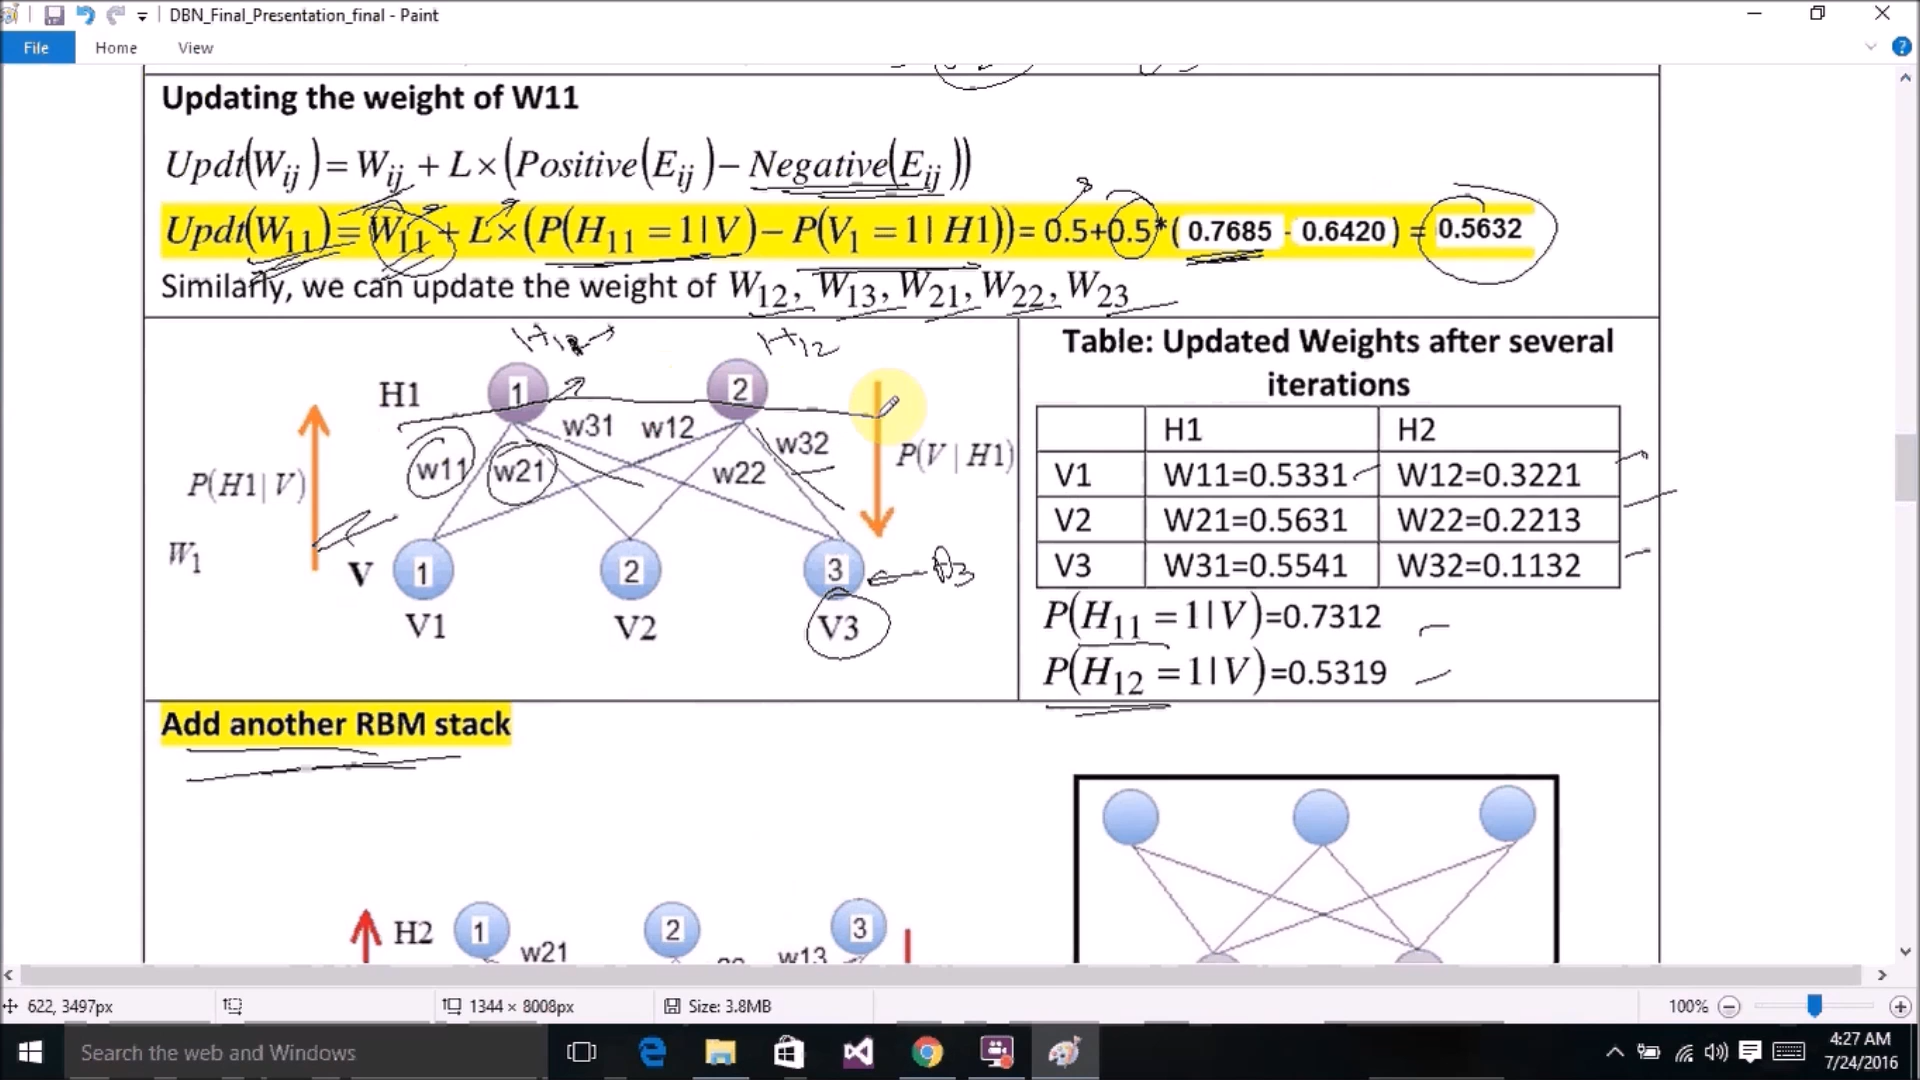 DBN_Final_Presentation_final - Paint
File Home View
Updating the weight of W11
Updt(Wij) = Wij + L×(Positive(Eij) – Negative(Eij))
Updt(W11) = W11 + L×(P(H11 = 1 | V) – P(V1 = 1 | H1)) = 0.5+0.5*( 0.7685 - 0.6420 ) = 0.5632
Similarly, we can update the weight of W12, W13, W21, W22, W23
H12
H1 1 2
w31 w12 w32
w11 w21 w22
P(H1 | V) P(V | H1)
W1
V 1 2 3
V1 V2 V3
Table: Updated Weights after several
iterations
H1 H2
V1 W11=0.5331 W12=0.3221
V2 W21=0.5631 W22=0.2213
V3 W31=0.5541 W32=0.1132
P(H11 = 1 | V)=0.7312
P(H12 = 1 | V)=0.5319
Add another RBM stack
H2 1 2 3
w21 w13
622, 3497px 1344 × 8008px Size: 3.8MB 100%
Search the web and Windows
4:27 AM
7/24/2016